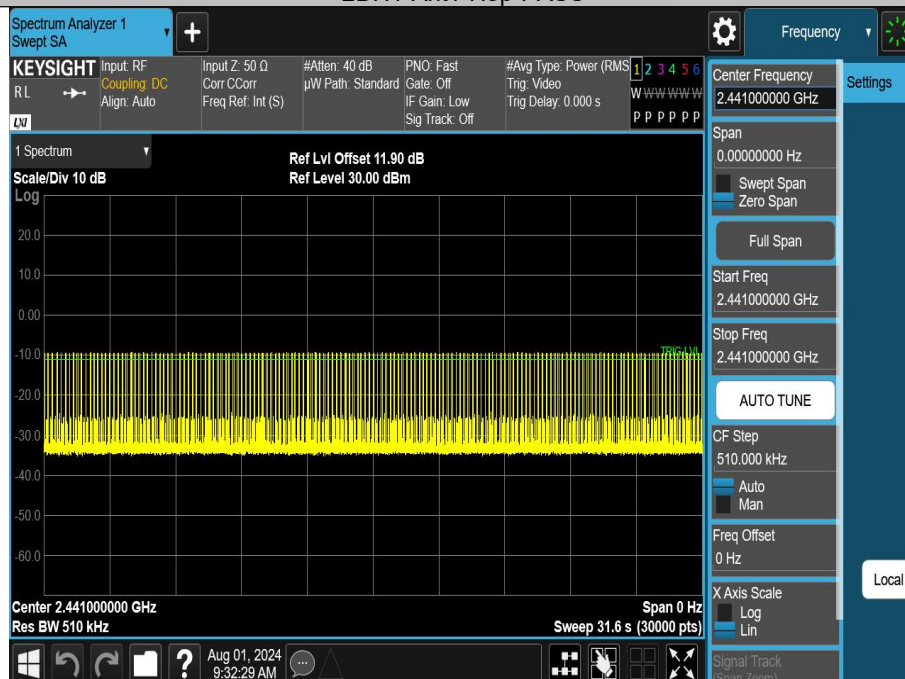 Spectrum Analyzer 1
Swept SA
Frequency
KEYSIGHT
RL
LXI
Input: RF
Coupling: DC
Align: Auto
Input Z: 50 Ω
Corr CCorr
Freq Ref: Int (S)
#Atten: 40 dB
µW Path: Standard
PNO: Fast
Gate: Off
IF Gain: Low
Sig Track: Off
#Avg Type: Power (RMS
Trig: Video
Trig Delay: 0.000 s
1 2 3 4 5 6
W W W W W W
P P P P P P
Center Frequency
2.441000000 GHz
Settings
Span
0.00000000 Hz
Swept Span
Zero Span
Full Span
Start Freq
2.441000000 GHz
Stop Freq
2.441000000 GHz
AUTO TUNE
CF Step
510.000 kHz
Auto
Man
Freq Offset
0 Hz
X Axis Scale
Log
Lin
Signal Track
(Span Zoom)
Local
1 Spectrum
Scale/Div 10 dB
Log
Ref Lvl Offset 11.90 dB
Ref Level 30.00 dBm
20.0
10.0
0.00
-10.0
TRIG LVL
-20.0
-30.0
-40.0
-50.0
-60.0
Center 2.441000000 GHz
Res BW 510 kHz
Span 0 Hz
Sweep 31.6 s (30000 pts)
Aug 01, 2024
9:32:29 AM